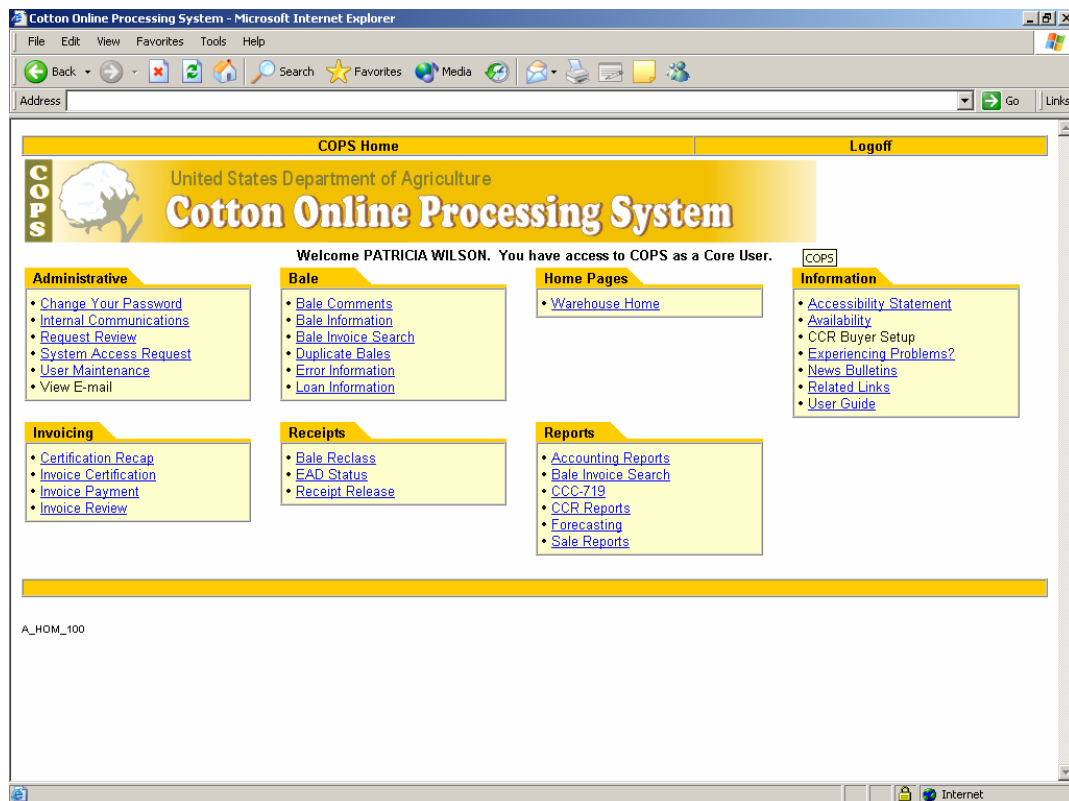 Cotton Online Processing System - Microsoft Internet Explorer
File Edit View Favorites Tools Help
Back Search Favorites Media
Address Go Links
COPS Home Logoff
COPS
United States Department of Agriculture
Cotton Online Processing System
Welcome PATRICIA WILSON. You have access to COPS as a Core User.
COPS
Administrative
• Change Your Password
• Internal Communications
• Request Review
• System Access Request
• User Maintenance
• View E-mail
Bale
• Bale Comments
• Bale Information
• Bale Invoice Search
• Duplicate Bales
• Error Information
• Loan Information
Home Pages
• Warehouse Home
Information
• Accessibility Statement
• Availability
• CCR Buyer Setup
• Experiencing Problems?
• News Bulletins
• Related Links
• User Guide
Invoicing
• Certification Recap
• Invoice Certification
• Invoice Payment
• Invoice Review
Receipts
• Bale Reclass
• EAD Status
• Receipt Release
Reports
• Accounting Reports
• Bale Invoice Search
• CCC-719
• CCR Reports
• Forecasting
• Sale Reports
A_HOM_100
Internet